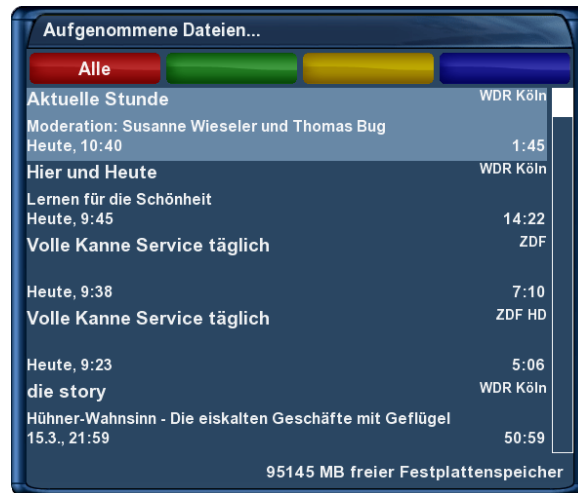 Aufgenommene Dateien...
Alle
Aktuelle Stunde WDR Köln
Moderation: Susanne Wieseler und Thomas Bug
Heute, 10:40 1:45
Hier und Heute WDR Köln
Lernen für die Schönheit
Heute, 9:45 14:22
Volle Kanne Service täglich ZDF
Heute, 9:38 7:10
Volle Kanne Service täglich ZDF HD
Heute, 9:23 5:06
die story WDR Köln
Hühner-Wahnsinn - Die eiskalten Geschäfte mit Geflügel
15.3., 21:59 50:59
95145 MB freier Festplattenspeicher